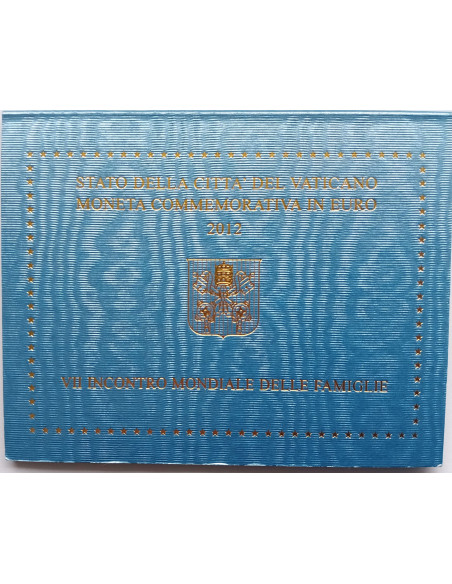 STATO DELLA CITTA' DEL VATICANO
MONETA COMMEMORATIVA IN EURO
2012
VII INCONTRO MONDIALE DELLE FAMIGLIE